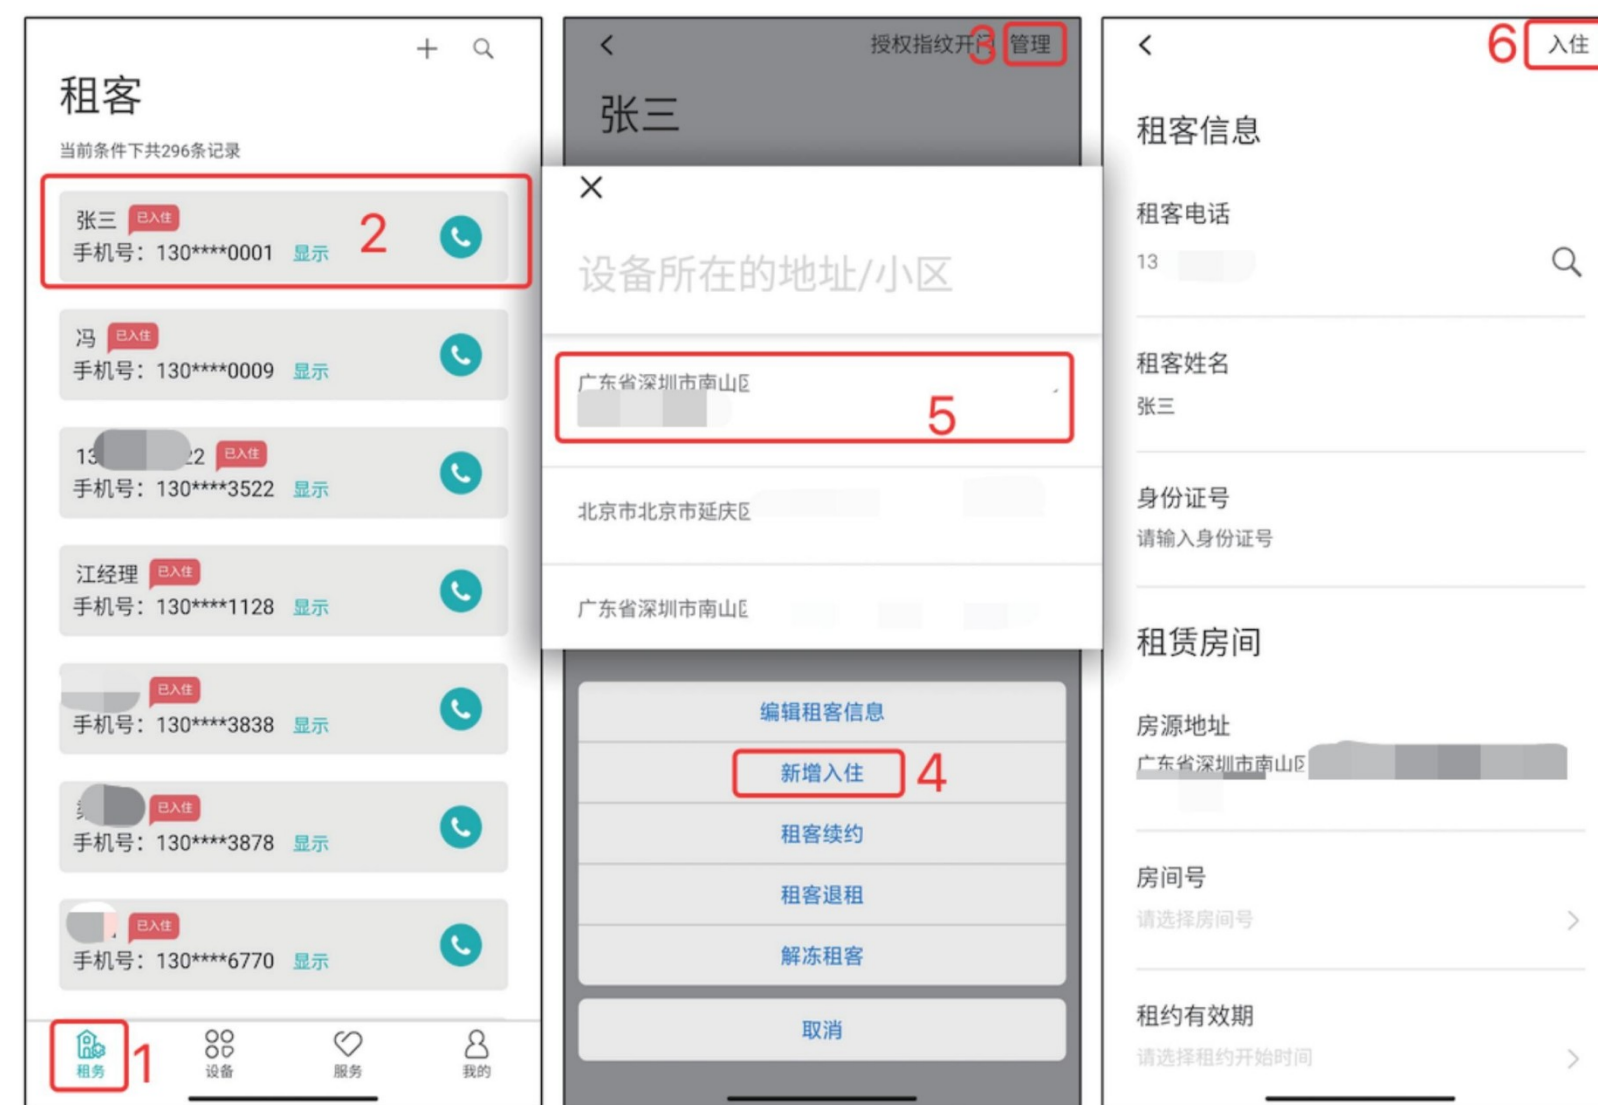 租客
当前条件下共296条记录
张三 已入住
手机号：130****0001 显示
2
冯 已入住
手机号：130****0009 显示
13 22 已入住
手机号：130****3522 显示
江经理 已入住
手机号：130****1128 显示
已入住
手机号：130****3838 显示
已入住
手机号：130****3878 显示
已入住
手机号：130****6770 显示
租务
1
设备
服务
我的
授权指纹开门
3
管理
张三
设备所在的地址/小区
广东省深圳市南山区
5
北京市北京市延庆区
广东省深圳市南山区
编辑租客信息
新增入住
4
租客续约
租客退租
解冻租客
取消
6
入住
租客信息
租客电话
13
租客姓名
张三
身份证号
请输入身份证号
租赁房间
房源地址
广东省深圳市南山区
房间号
请选择房间号
租约有效期
请选择租约开始时间